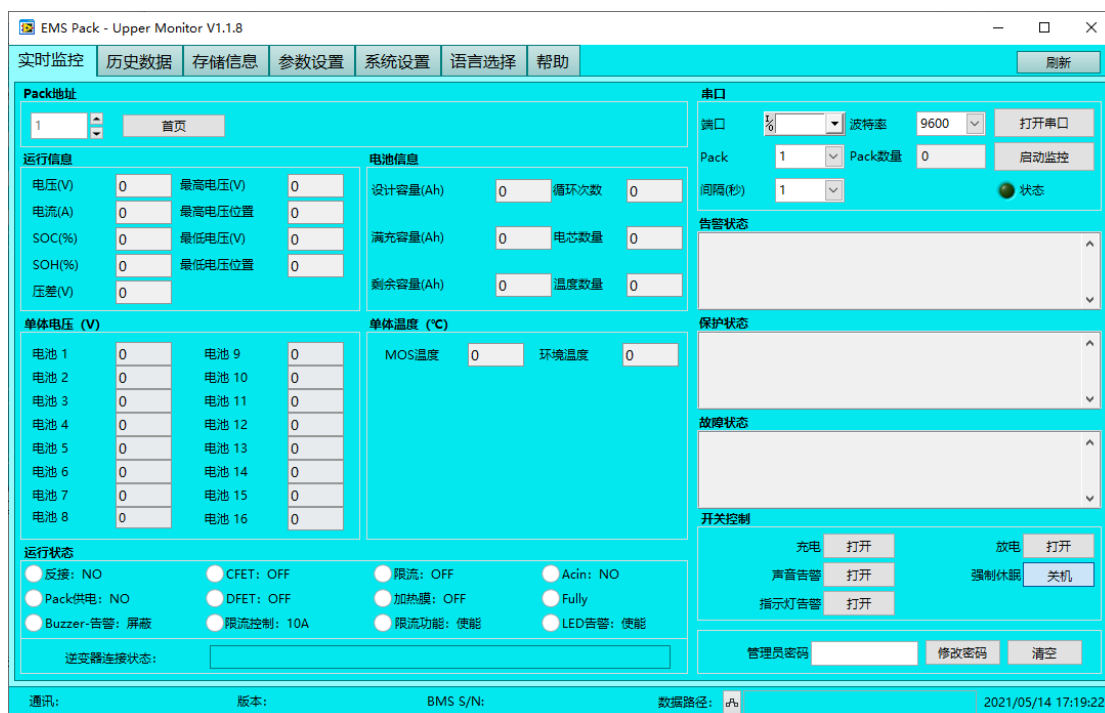 EMS Pack - Upper Monitor V1.1.8
实时监控 历史数据 存储信息 参数设置 系统设置 语言选择 帮助 刷新
Pack地址
1 首页
运行信息
电压(V) 0 最高电压(V) 0
电流(A) 0 最高电压位置 0
SOC(%) 0 最低电压(V) 0
SOH(%) 0 最低电压位置 0
压差(V) 0
电池信息
设计容量(Ah) 0 循环次数 0
满充容量(Ah) 0 电芯数量 0
剩余容量(Ah) 0 温度数量 0
单体电压 (V)
电池 1 0 电池 9 0
电池 2 0 电池 10 0
电池 3 0 电池 11 0
电池 4 0 电池 12 0
电池 5 0 电池 13 0
电池 6 0 电池 14 0
电池 7 0 电池 15 0
电池 8 0 电池 16 0
单体温度 (℃)
MOS温度 0 环境温度 0
运行状态
反接: NO CFET: OFF 限流: OFF Acin: NO
Pack供电: NO DFET: OFF 加热膜: OFF Fully
Buzzer-告警: 屏蔽 限流控制: 10A 限流功能: 使能 LED告警: 使能
逆变器连接状态:
串口
端口 波特率 9600 打开串口
Pack 1 Pack数量 0 启动监控
间隔(秒) 1 状态
告警状态
保护状态
故障状态
开关控制
充电 打开 放电 打开
声音告警 打开 强制休眠 关机
指示灯告警 打开
管理员密码 修改密码 清空
通讯: 版本: BMS S/N: 数据路径: 2021/05/14 17:19:22